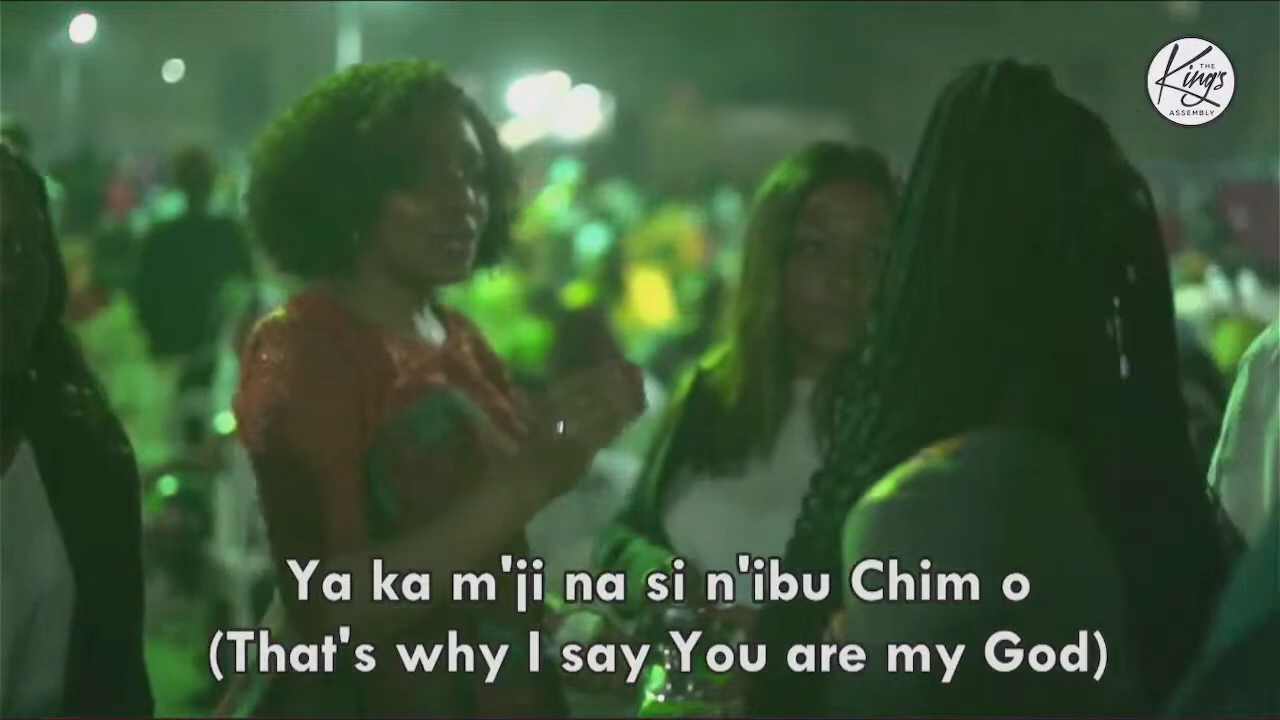 THE
King's
ASSEMBLY
Ya ka m'ji na si n'ibu Chim o
(That's why I say You are my God)